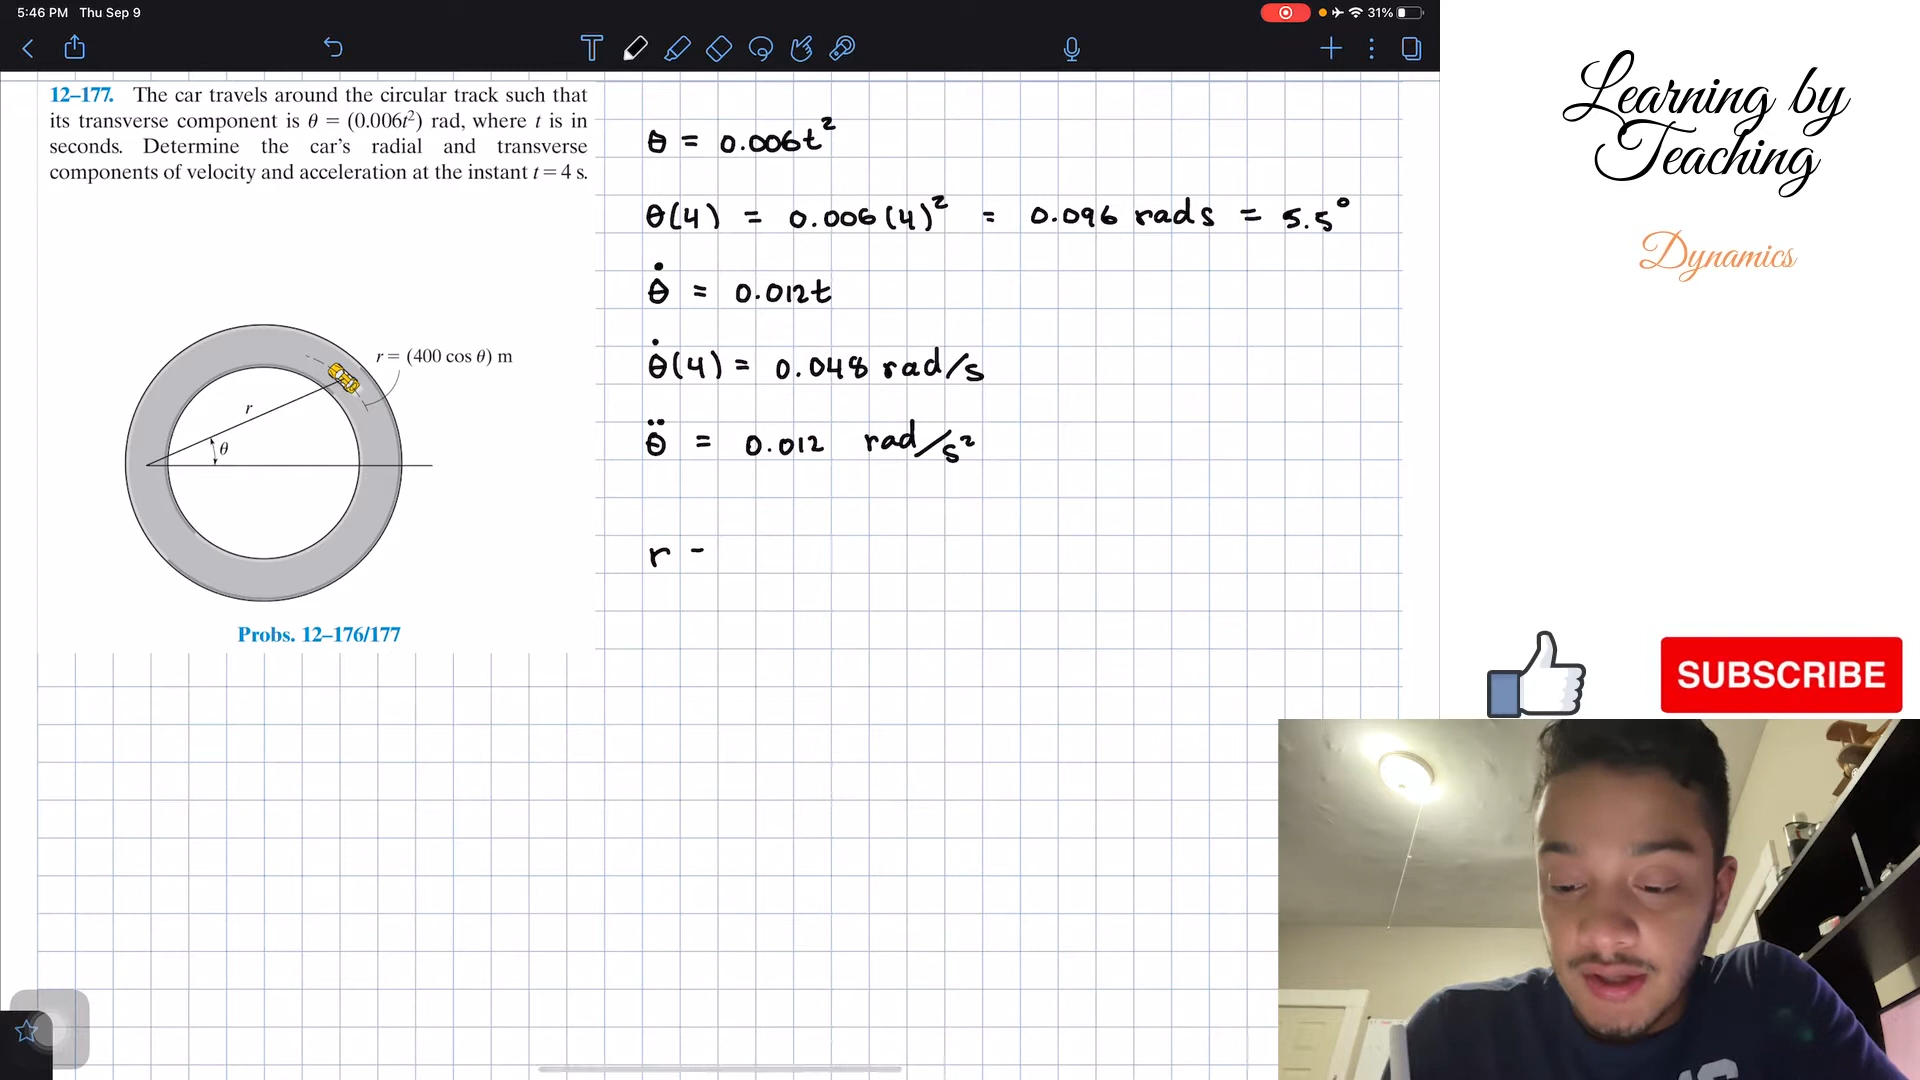 5:46 PM Thu Sep 9
31%
12–177. The car travels around the circular track such that
its transverse component is θ = (0.006t²) rad, where t is in
seconds. Determine the car's radial and transverse
components of velocity and acceleration at the instant t = 4 s.
r = (400 cos θ) m
r
θ
Probs. 12–176/177
θ = 0.006t²
θ(4) = 0.006(4)² = 0.096 rads = 5.5°
θ̇ = 0.012t
θ̇(4) = 0.048 rad/s
θ̈ = 0.012 rad/s²
r -
Learning by
Teaching
Dynamics
SUBSCRIBE